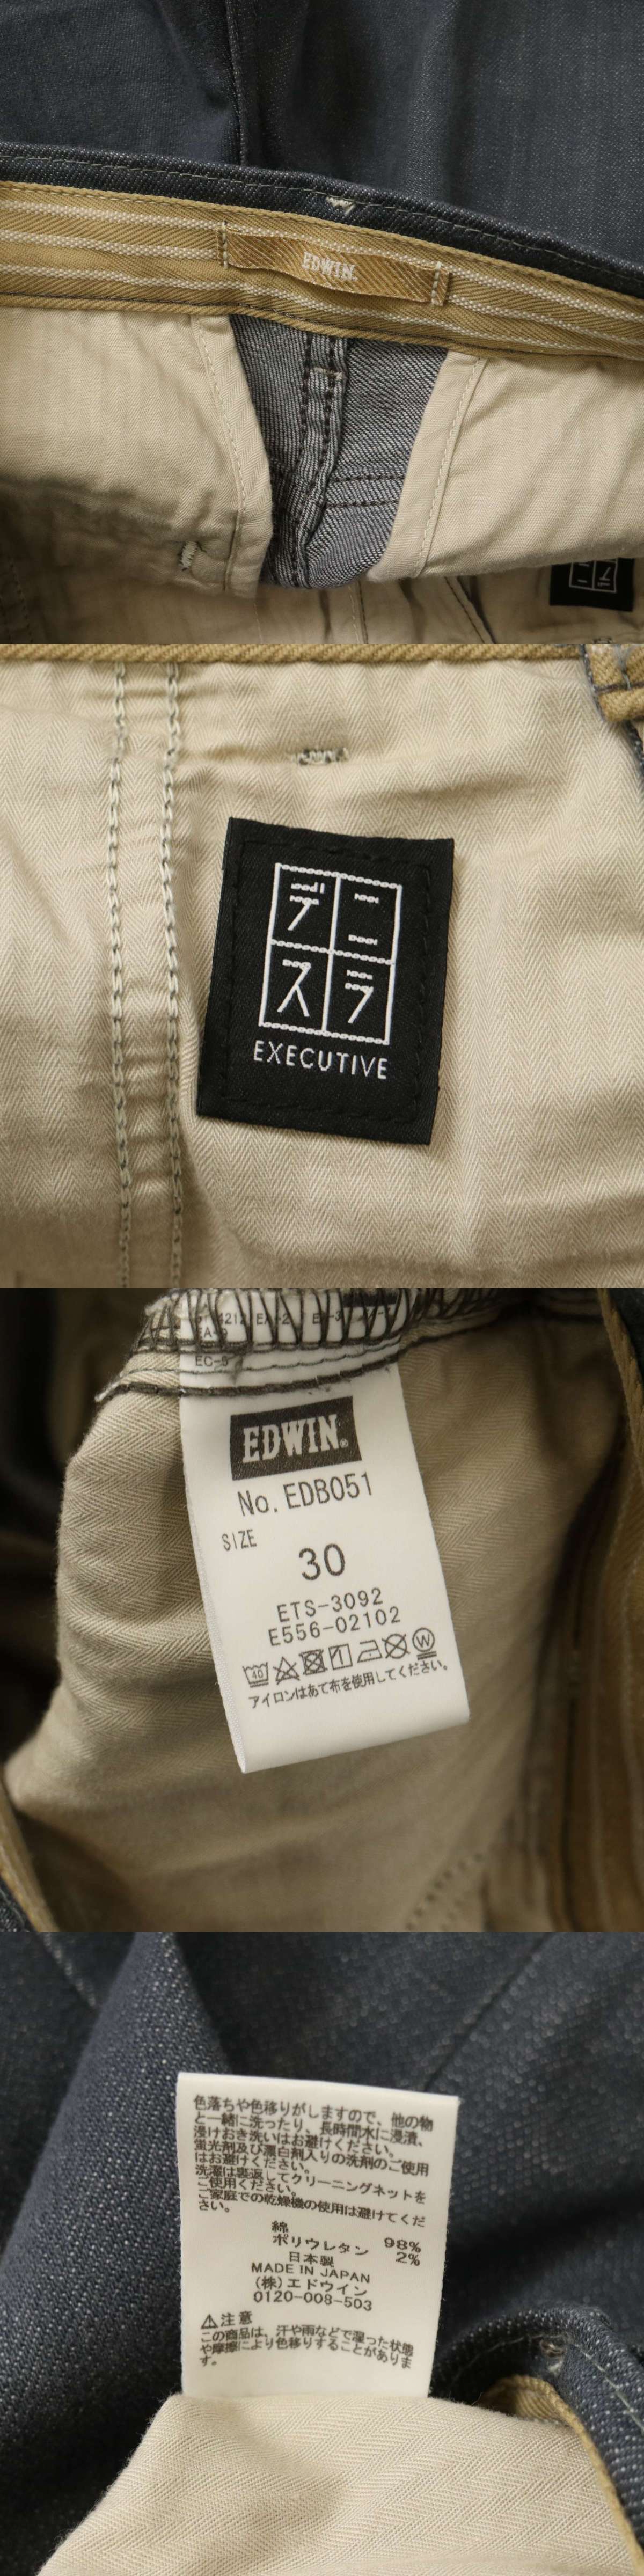 EDWIN.
デニ
スラ
EXECUTIVE
EC-5
EDWIN®
No. EDB051
SIZE
30
ETS-3092
E556-02102
40
W
アイロンはあて布を使用してください。
色落ちや色移りがしますので、他の物
と一緒に洗ったり、長時間水に浸漬、
浸けおき洗いはお避けください。
蛍光剤及び漂白剤入りの洗剤のご使用
はお避けください。
洗濯は裏返してクリーニングネットを
ご使用ください。
ご家庭での乾燥機の使用は避けてくだ
さい。
綿 98%
ポリウレタン 2%
日本製
MADE IN JAPAN
(株)エドウイン
0120-008-503
⚠注意
この商品は、汗や雨などで湿った状態
や摩擦により色移りすることがありま
す。